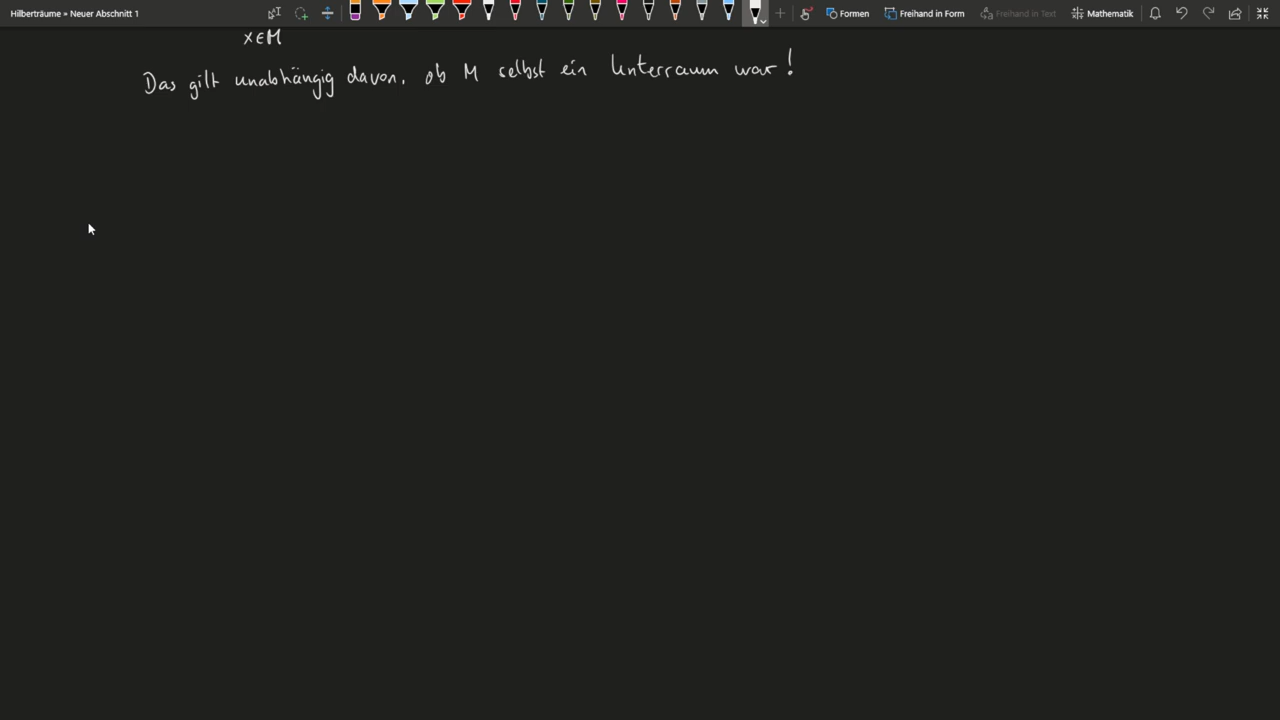 Hilberträume » Neuer Abschnitt 1 Formen Freihand in Form Freihand in Text Mathematik
x∈M
Das gilt unabhängig davon, ob M selbst ein Unterraum war!